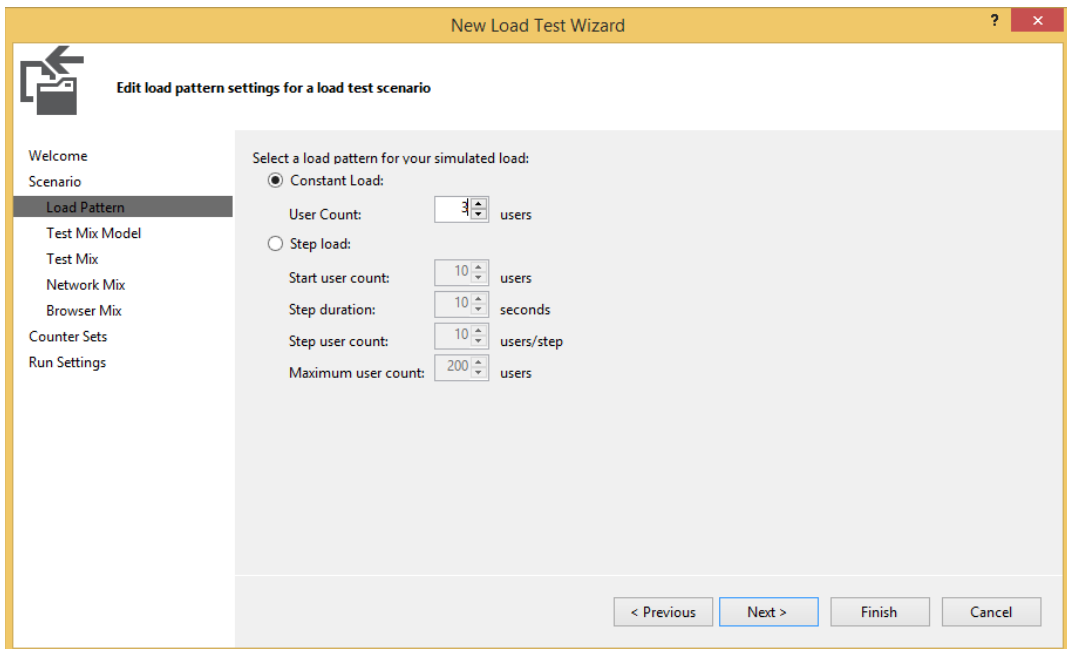 New Load Test Wizard
? ×
Edit load pattern settings for a load test scenario
Welcome
Scenario
Load Pattern
Test Mix Model
Test Mix
Network Mix
Browser Mix
Counter Sets
Run Settings
Select a load pattern for your simulated load:
Constant Load:
User Count: 3 users
Step load:
Start user count: 10 users
Step duration: 10 seconds
Step user count: 10 users/step
Maximum user count: 200 users
< Previous Next > Finish Cancel